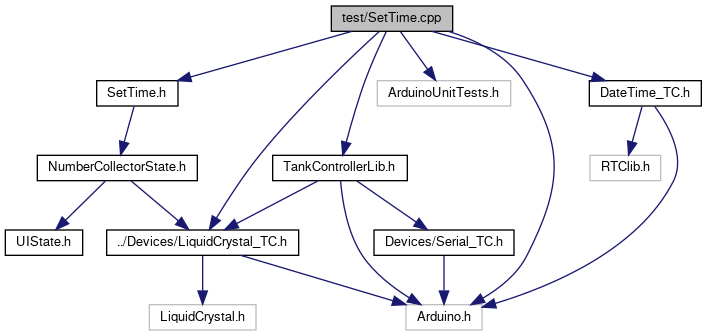 test/SetTime.cpp
SetTime.h
ArduinoUnitTests.h
DateTime_TC.h
NumberCollectorState.h
TankControllerLib.h
RTClib.h
UIState.h
../Devices/LiquidCrystal_TC.h
Devices/Serial_TC.h
LiquidCrystal.h
Arduino.h